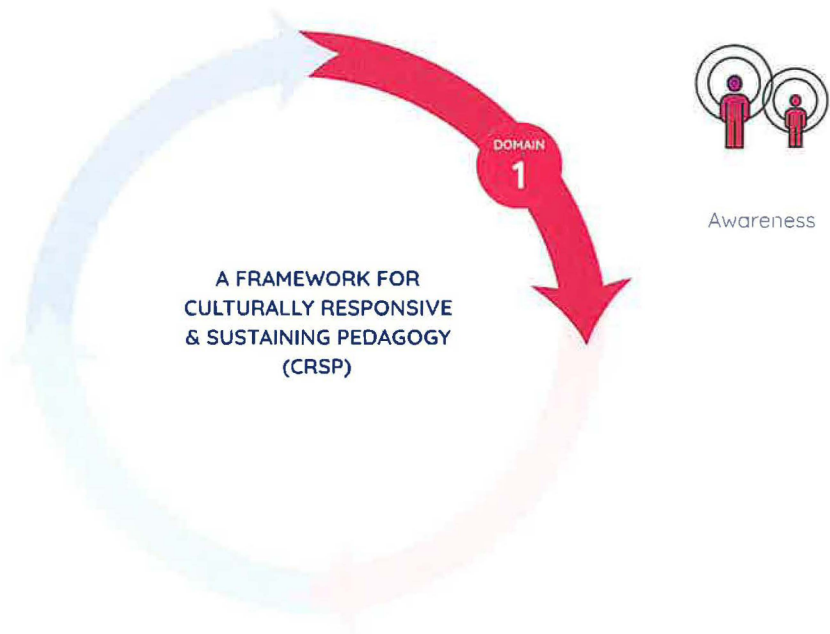 DOMAIN
1
Awareness
A FRAMEWORK FOR
CULTURALLY RESPONSIVE
& SUSTAINING PEDAGOGY
(CRSP)